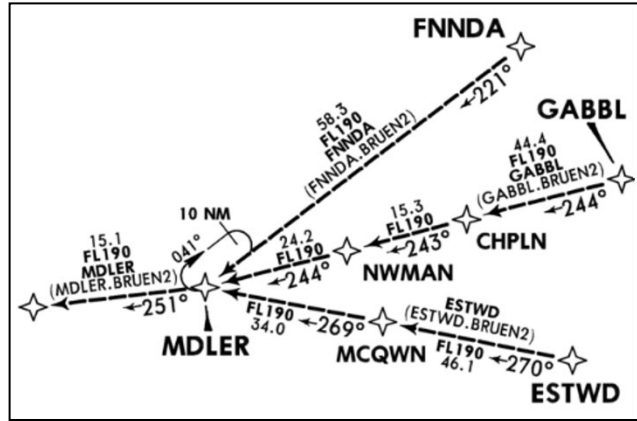 FNNDA
←221°
58.3
FL190
FNNDA
(FNNDA.BRUEN2)
GABBL
44.4
FL190
GABBL
(GABBL.BRUEN2)
←244°
CHPLN
15.3
FL190
←243°
NWMAN
24.2
FL190
←244°
10 NM
041°
15.1
FL190
MDLER
(MDLER.BRUEN2)
←251°
MDLER
FL190
34.0
←269°
MCQWN
ESTWD
(ESTWD.BRUEN2)
FL190
46.1
←270°
ESTWD